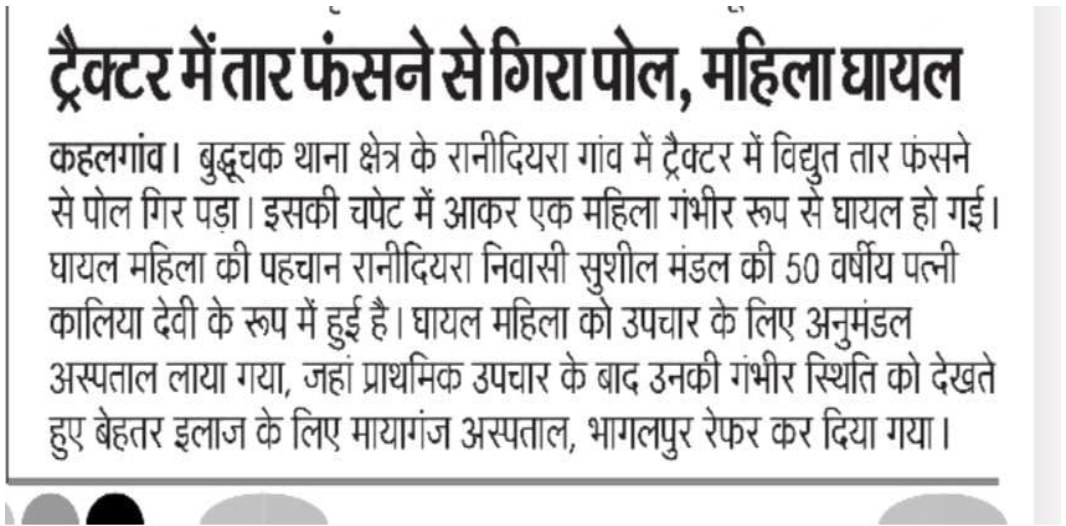 ट्रैक्टर में तार फंसने से गिरा पोल, महिला घायल
कहलगांव। बुद्धूचक थाना क्षेत्र के रानीदियरा गांव में ट्रैक्टर में विद्युत तार फंसने
से पोल गिर पड़ा। इसकी चपेट में आकर एक महिला गंभीर रूप से घायल हो गई।
घायल महिला की पहचान रानीदियरा निवासी सुशील मंडल की 50 वर्षीय पत्नी
कालिया देवी के रूप में हुई है। घायल महिला को उपचार के लिए अनुमंडल
अस्पताल लाया गया, जहां प्राथमिक उपचार के बाद उनकी गंभीर स्थिति को देखते
हुए बेहतर इलाज के लिए मायागंज अस्पताल, भागलपुर रेफर कर दिया गया।